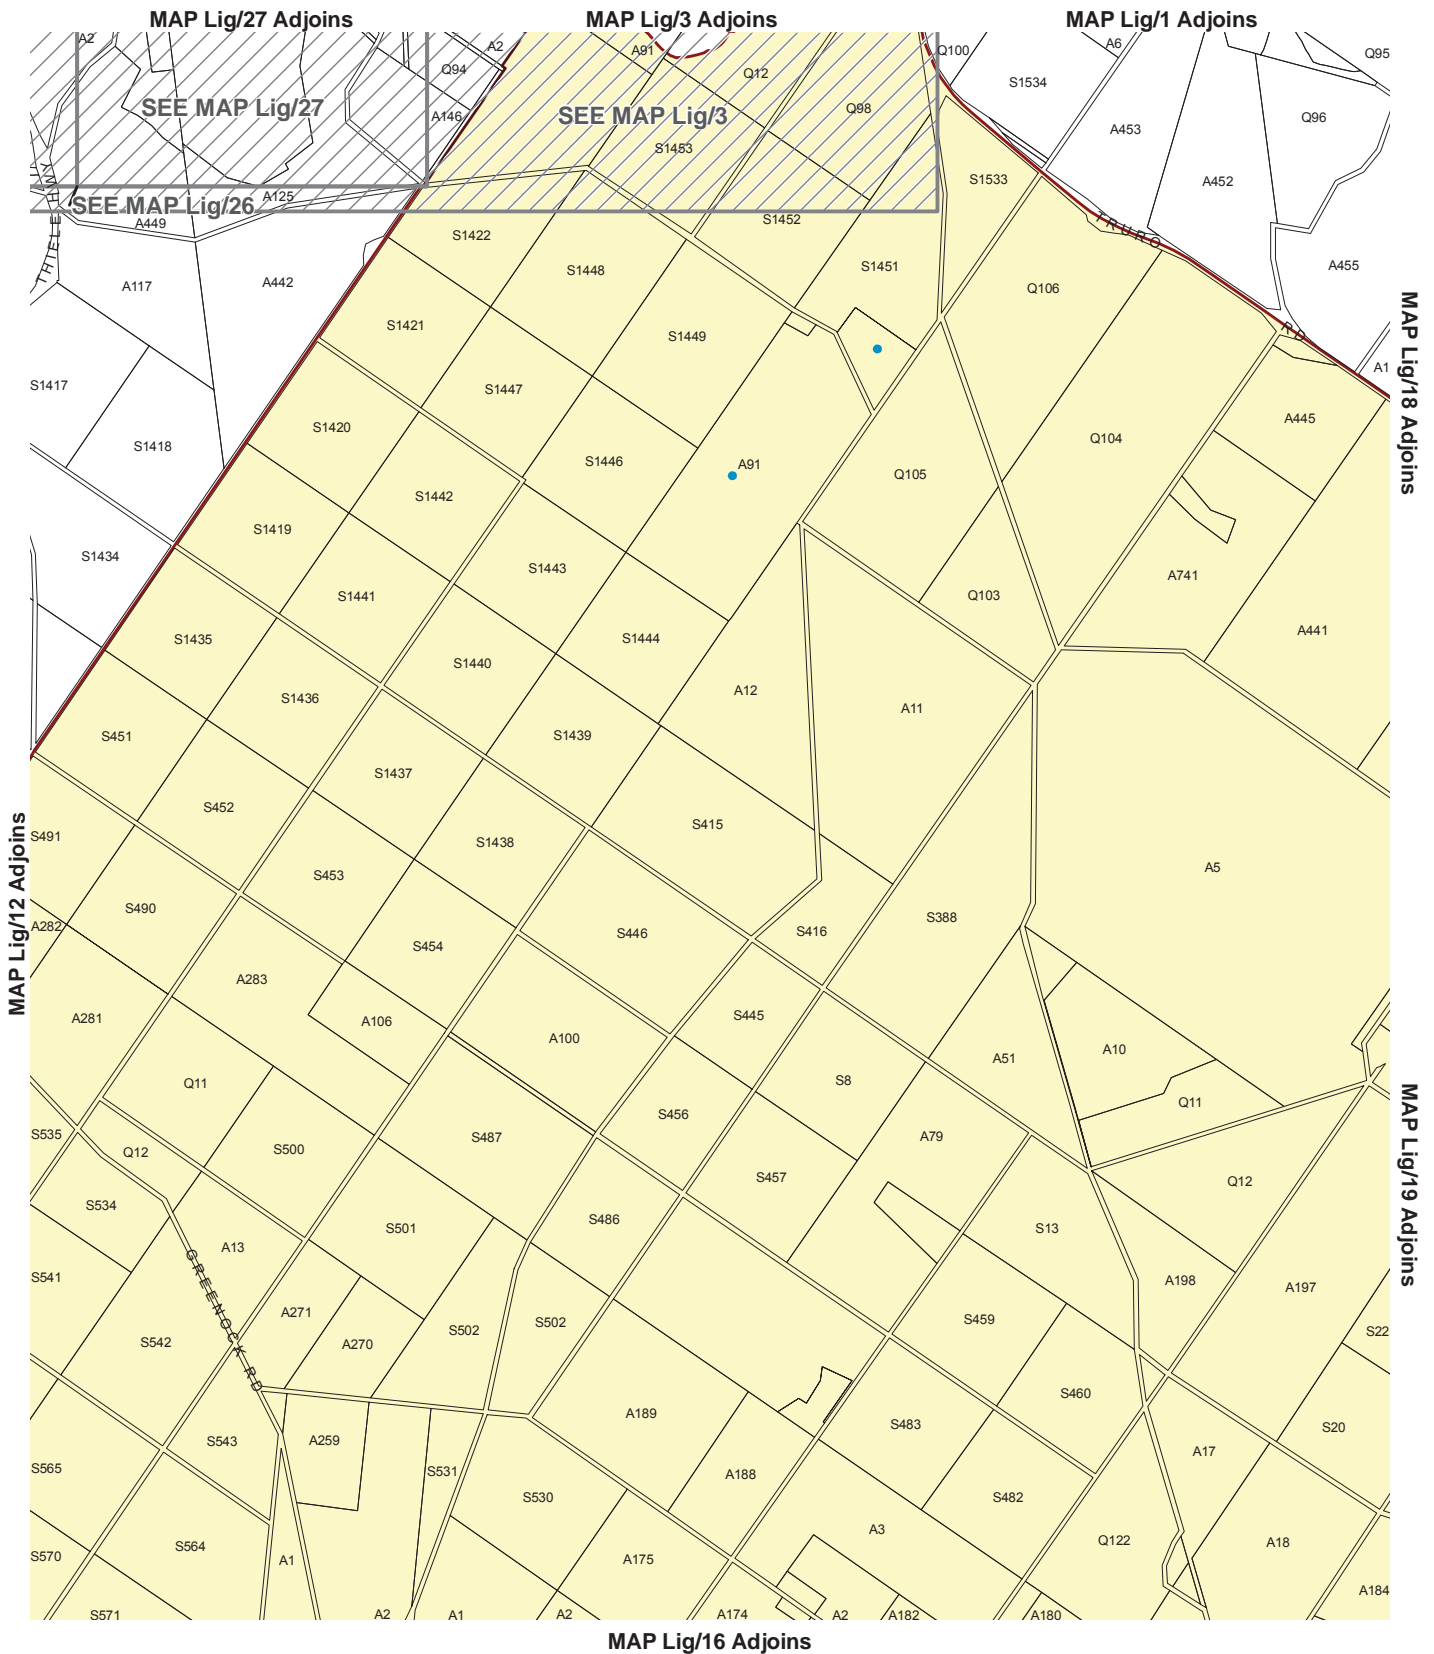 MAP Lig/27 Adjoins
MAP Lig/3 Adjoins
MAP Lig/1 Adjoins
A2
A2
A91
A6
Q100
Q95
Q94
Q12
S1534
SEE MAP Lig/27
A146
SEE MAP Lig/3
Q98
A453
Q96
S1453
S1533
A452
A125
SEE MAP Lig/26
A449
S1452
THIELE
HWY
TRURO
RD
S1422
S1448
S1451
A455
A117
A442
Q106
S1421
S1449
A1
MAP Lig/18 Adjoins
S1417
S1447
A445
S1418
S1420
S1446
A91
Q104
Q105
S1442
S1419
S1434
S1443
A741
S1441
Q103
S1435
S1444
A441
S1440
S1436
A12
A11
S451
S1439
S1437
S452
S415
S491
S1438
A5
S453
MAP Lig/12 Adjoins
S490
A282
S446
S416
S388
S454
A283
A281
A106
S445
A100
A51
A10
Q11
S8
Q11
S456
S535
Q12
S500
S487
A79
S457
Q12
MAP Lig/19 Adjoins
S534
S501
S486
S13
A13
GREENOCK RD
S541
A198
A197
A271
S502
S502
S459
S22
S542
A270
S460
A189
S483
S20
S543
A259
A17
S565
S531
A188
S530
S482
A3
Q122
A18
S564
S570
A1
A175
A184
S571
A2
A1
A2
A174
A2
A182
A180
MAP Lig/16 Adjoins